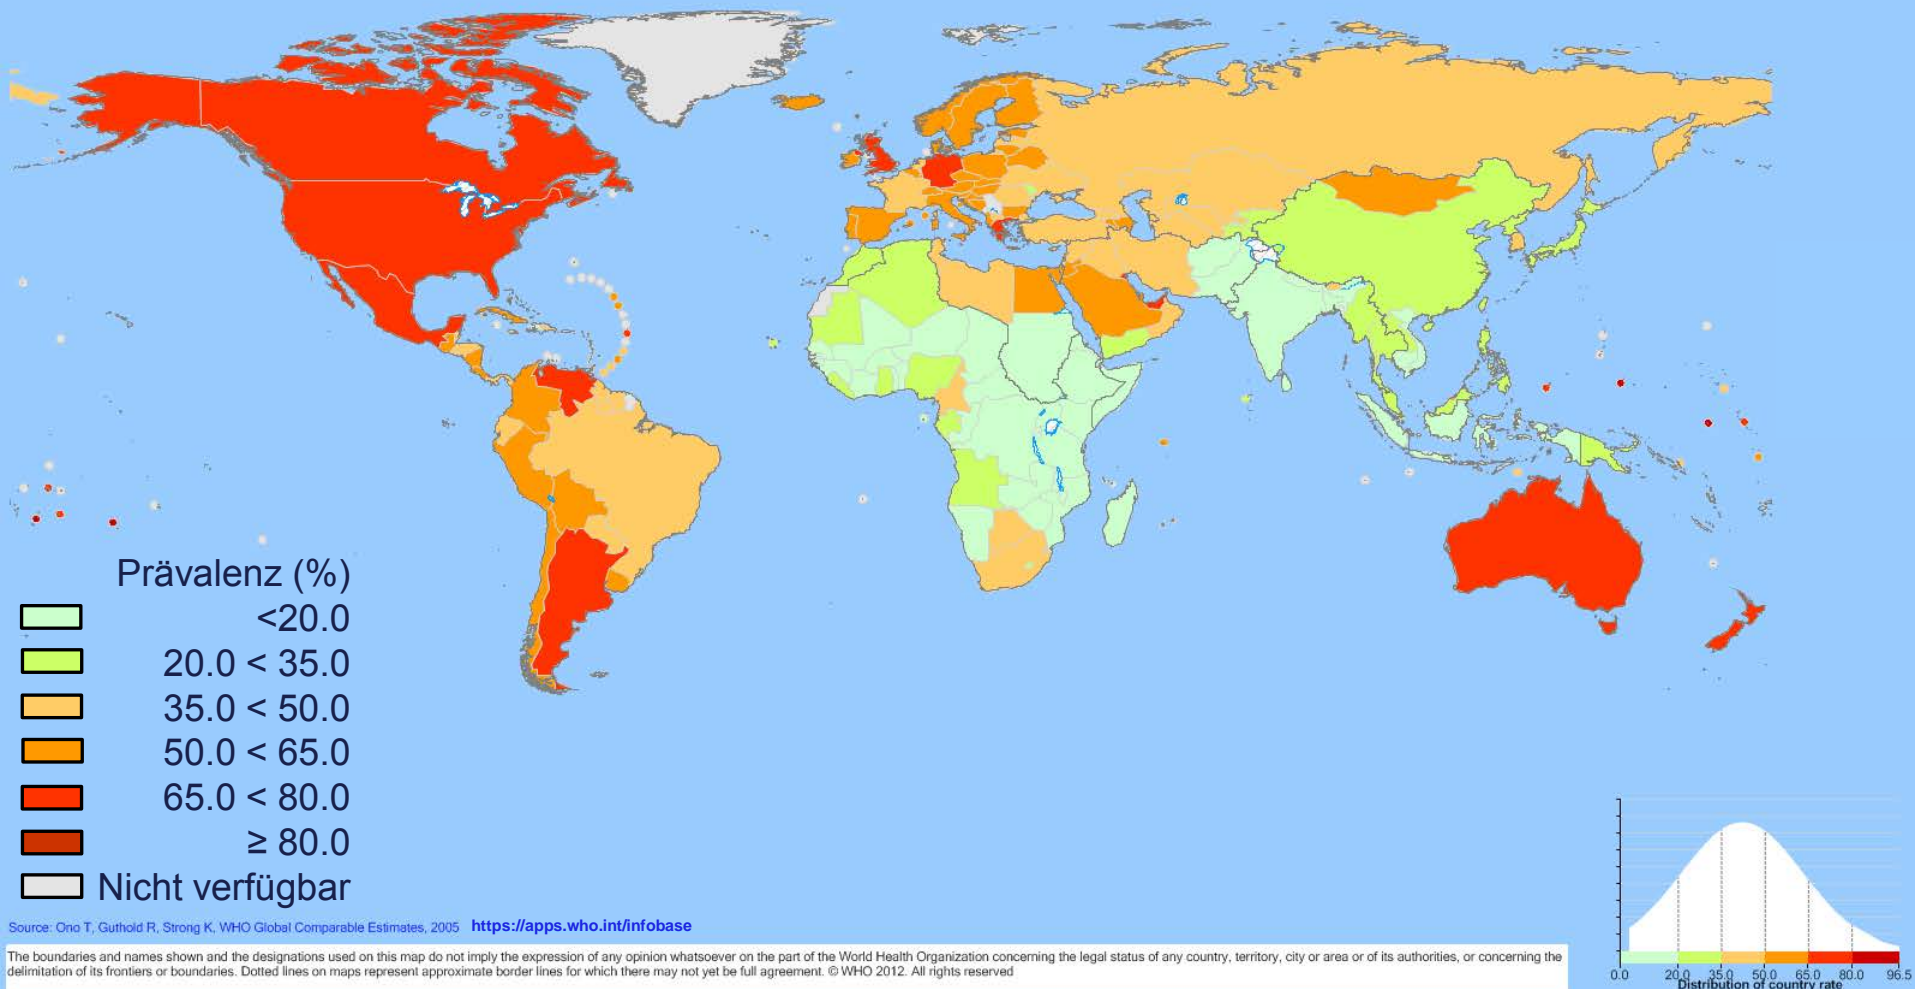 Prävalenz (%)
<20.0
20.0 < 35.0
35.0 < 50.0
50.0 < 65.0
65.0 < 80.0
≥ 80.0
Nicht verfügbar
Source: Ono T, Guthold R, Strong K, WHO Global Comparable Estimates, 2005 https://apps.who.int/infobase
The boundaries and names shown and the designations used on this map do not imply the expression of any opinion whatsoever on the part of the World Health Organization concerning the legal status of any country, territory, city or area or of its authorities, or concerning the
delimitation of its frontiers or boundaries. Dotted lines on maps represent approximate border lines for which there may not yet be full agreement. © WHO 2012. All rights reserved
0.0 20.0 35.0 50.0 65.0 80.0 96.5
Distribution of country rate